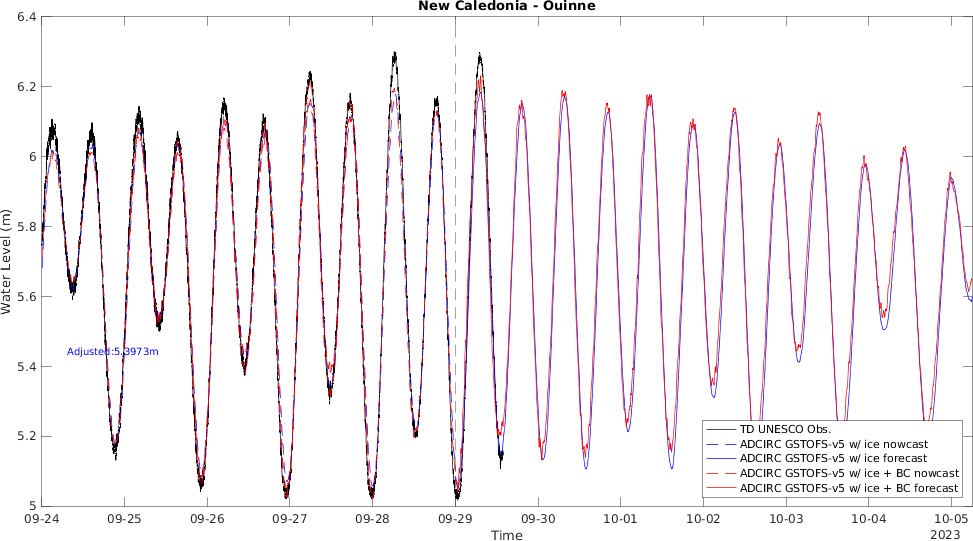 New Caledonia - Ouinne
6.4
6.2
6
5.8
5.6
5.4
5.2
5
Water Level (m)
Adjusted:5.3973m
TD UNESCO Obs.
ADCIRC GSTOFS-v5 w/ ice nowcast
ADCIRC GSTOFS-v5 w/ ice forecast
ADCIRC GSTOFS-v5 w/ ice + BC nowcast
ADCIRC GSTOFS-v5 w/ ice + BC forecast
09-24 09-25 09-26 09-27 09-28 09-29 09-30 10-01 10-02 10-03 10-04 10-05
Time
2023